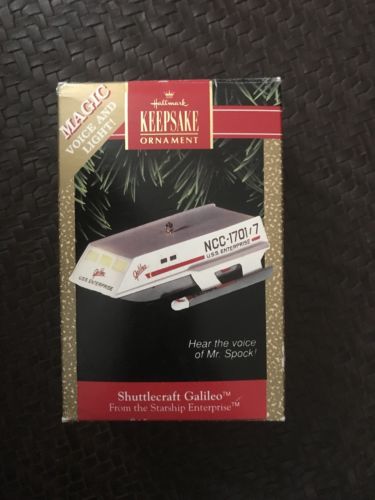 MAGIC
VOICE AND
LIGHT!
Hallmark
KEEPSAKE
ORNAMENT
NCC-1701/7
U.S.S. ENTERPRISE
Galileo
Galileo
U.S.S. ENTERPRISE
Hear the voice
of Mr. Spock!
Shuttlecraft Galileo™
From the Starship Enterprise™